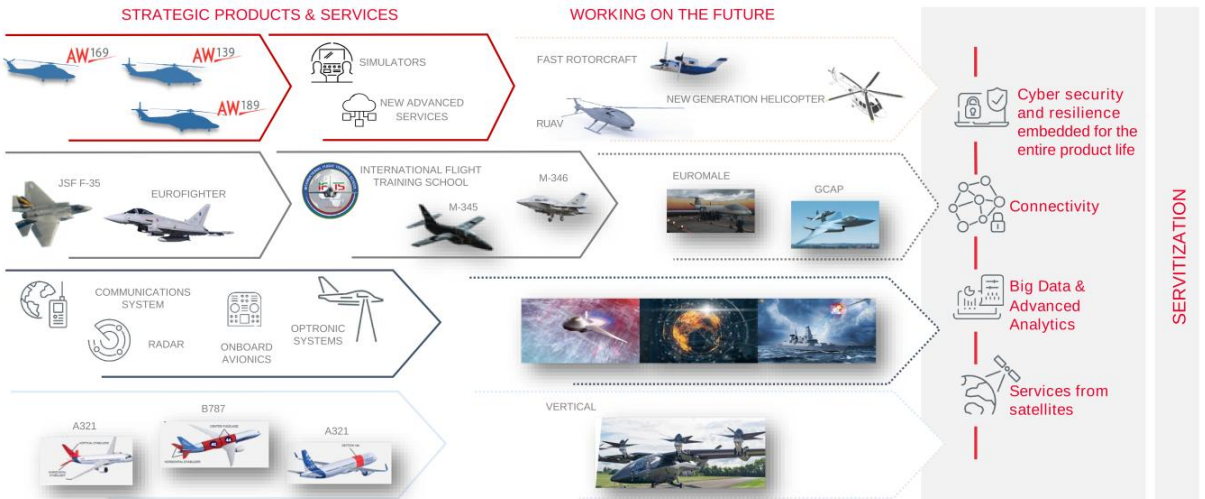 STRATEGIC PRODUCTS & SERVICES
WORKING ON THE FUTURE
AW169
AW139
AW189
SIMULATORS
NEW ADVANCED
SERVICES
FAST ROTORCRAFT
NEW GENERATION HELICOPTER
RUAV
JSF F-35
EUROFIGHTER
INTERNATIONAL FLIGHT
TRAINING SCHOOL
M-345
M-346
EUROMALE
GCAP
COMMUNICATIONS
SYSTEM
RADAR
ONBOARD
AVIONICS
OPTRONIC
SYSTEMS
A321
B787
A321
VERTICAL
Cyber security
and resilience
embedded for the
entire product life
Connectivity
Big Data &
Advanced
Analytics
Services from
satellites
SERVITIZATION